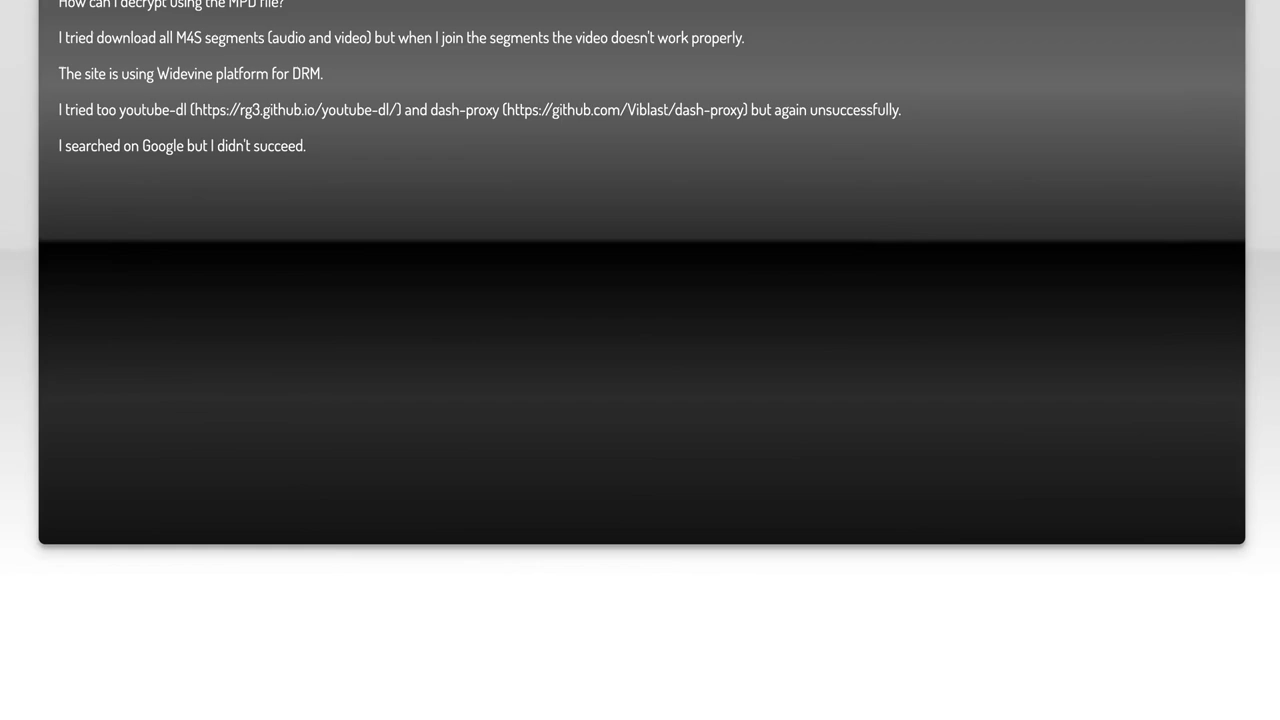 How can I decrypt using the MPD file?
I tried download all M4S segments (audio and video) but when I join the segments the video doesn't work properly.
The site is using Widevine platform for DRM.
I tried too youtube-dl (https://rg3.github.io/youtube-dl/) and dash-proxy (https://github.com/Viblast/dash-proxy) but again unsuccessfully.
I searched on Google but I didn't succeed.